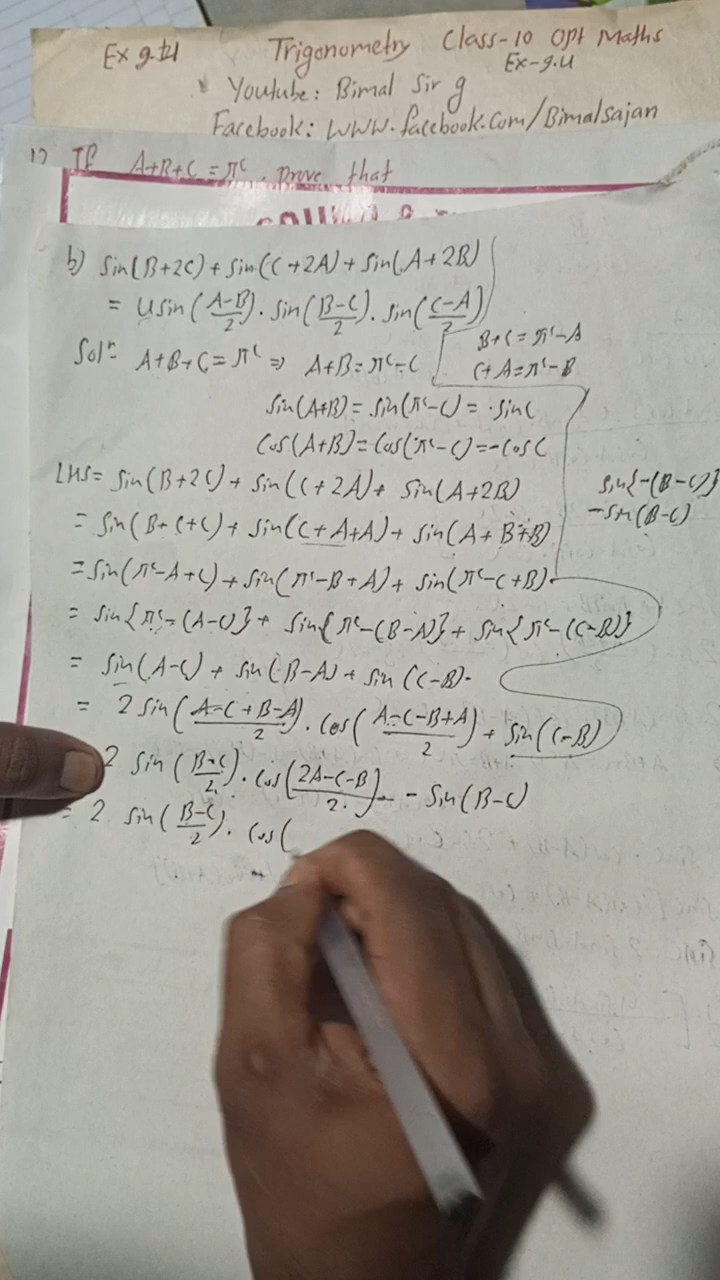 Ex 9.4 Trigonometry Class-10 Opt Maths
Ex-9.4
Youtube: Bimal Sir g
Facebook: www.facebook.com/Bimalsajan
1) If A+B+C = π^c, prove that
b) Sin(B+2C) + sin(C+2A) + sin(A+2B)
= 4 sin((A-B)/2) . sin((B-C)/2) . sin((C-A)/2)
Solⁿ: A+B+C = π^c ⇒ A+B = π^c - C
B+C = π^c - A
C+A = π^c - B
sin(A+B) = sin(π^c - C) = sin C
Cos(A+B) = Cos(π^c - C) = - Cos C
LHS = sin(B+2C) + sin(C+2A) + sin(A+2B)
sin{-(B-C)}
-sin(B-C)
= sin(B+C+C) + sin(C+A+A) + sin(A+B+B)
= sin(π^c - A + C) + sin(π^c - B + A) + sin(π^c - C + B)
= sin{π^c - (A-C)} + sin{π^c - (B-A)} + sin{π^c - (C-B)}
= sin(A-C) + sin(B-A) + sin(C-B).
= 2 sin((A-C+B-A)/2) . Cos((A-C-B+A)/2) + sin(C-B)
2 sin((B-C)/2) . Cos((2A-C-B)/2) - sin(B-C)
= 2 sin((B-C)/2) . Cos(